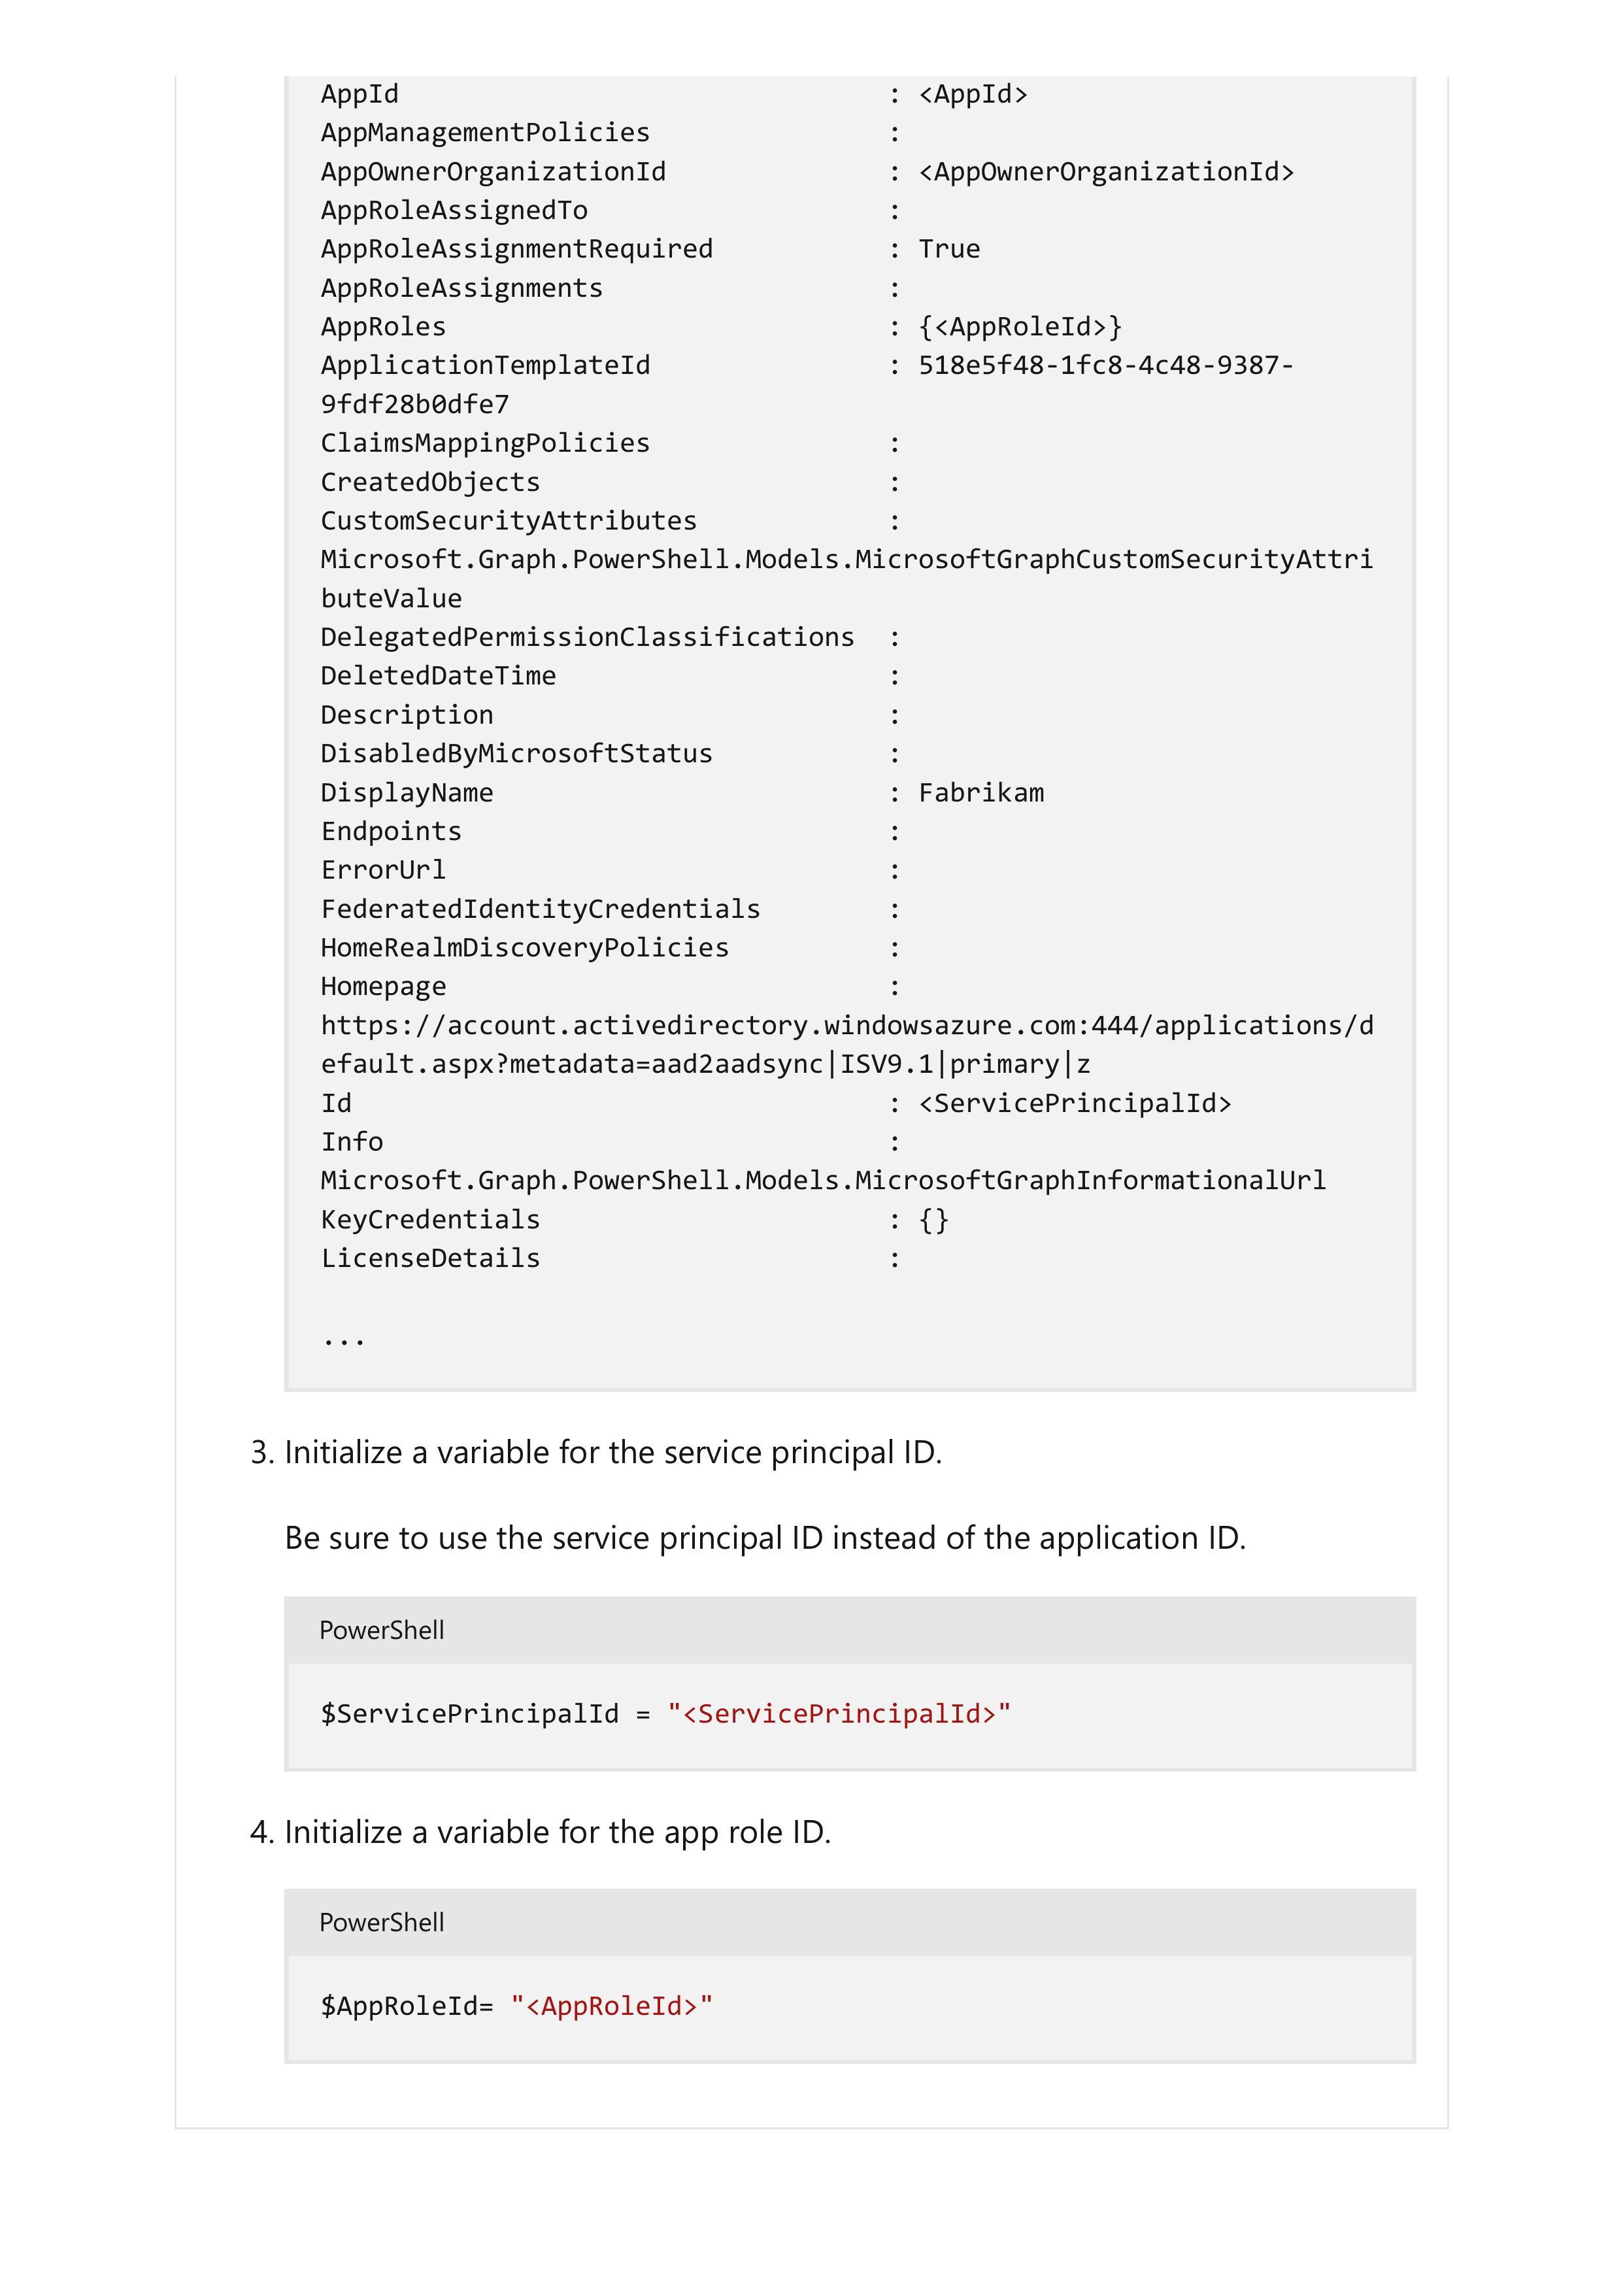 AppId                                : <AppId>
AppManagementPolicies                :
AppOwnerOrganizationId               : <AppOwnerOrganizationId>
AppRoleAssignedTo                    :
AppRoleAssignmentRequired            : True
AppRoleAssignments                   :
AppRoles                             : {<AppRoleId>}
ApplicationTemplateId                : 518e5f48-1fc8-4c48-9387-
9fdf28b0dfe7
ClaimsMappingPolicies                :
CreatedObjects                       :
CustomSecurityAttributes             :
Microsoft.Graph.PowerShell.Models.MicrosoftGraphCustomSecurityAttri
buteValue
DelegatedPermissionClassifications   :
DeletedDateTime                      :
Description                          :
DisabledByMicrosoftStatus            :
DisplayName                          : Fabrikam
Endpoints                            :
ErrorUrl                             :
FederatedIdentityCredentials         :
HomeRealmDiscoveryPolicies           :
Homepage                             :
https://account.activedirectory.windowsazure.com:444/applications/d
efault.aspx?metadata=aad2aadsync|ISV9.1|primary|z
Id                                   : <ServicePrincipalId>
Info                                 :
Microsoft.Graph.PowerShell.Models.MicrosoftGraphInformationalUrl
KeyCredentials                       : {}
LicenseDetails                       :
...
3. Initialize a variable for the service principal ID.
Be sure to use the service principal ID instead of the application ID.
PowerShell
$ServicePrincipalId = "<ServicePrincipalId>"
4. Initialize a variable for the app role ID.
PowerShell
$AppRoleId= "<AppRoleId>"